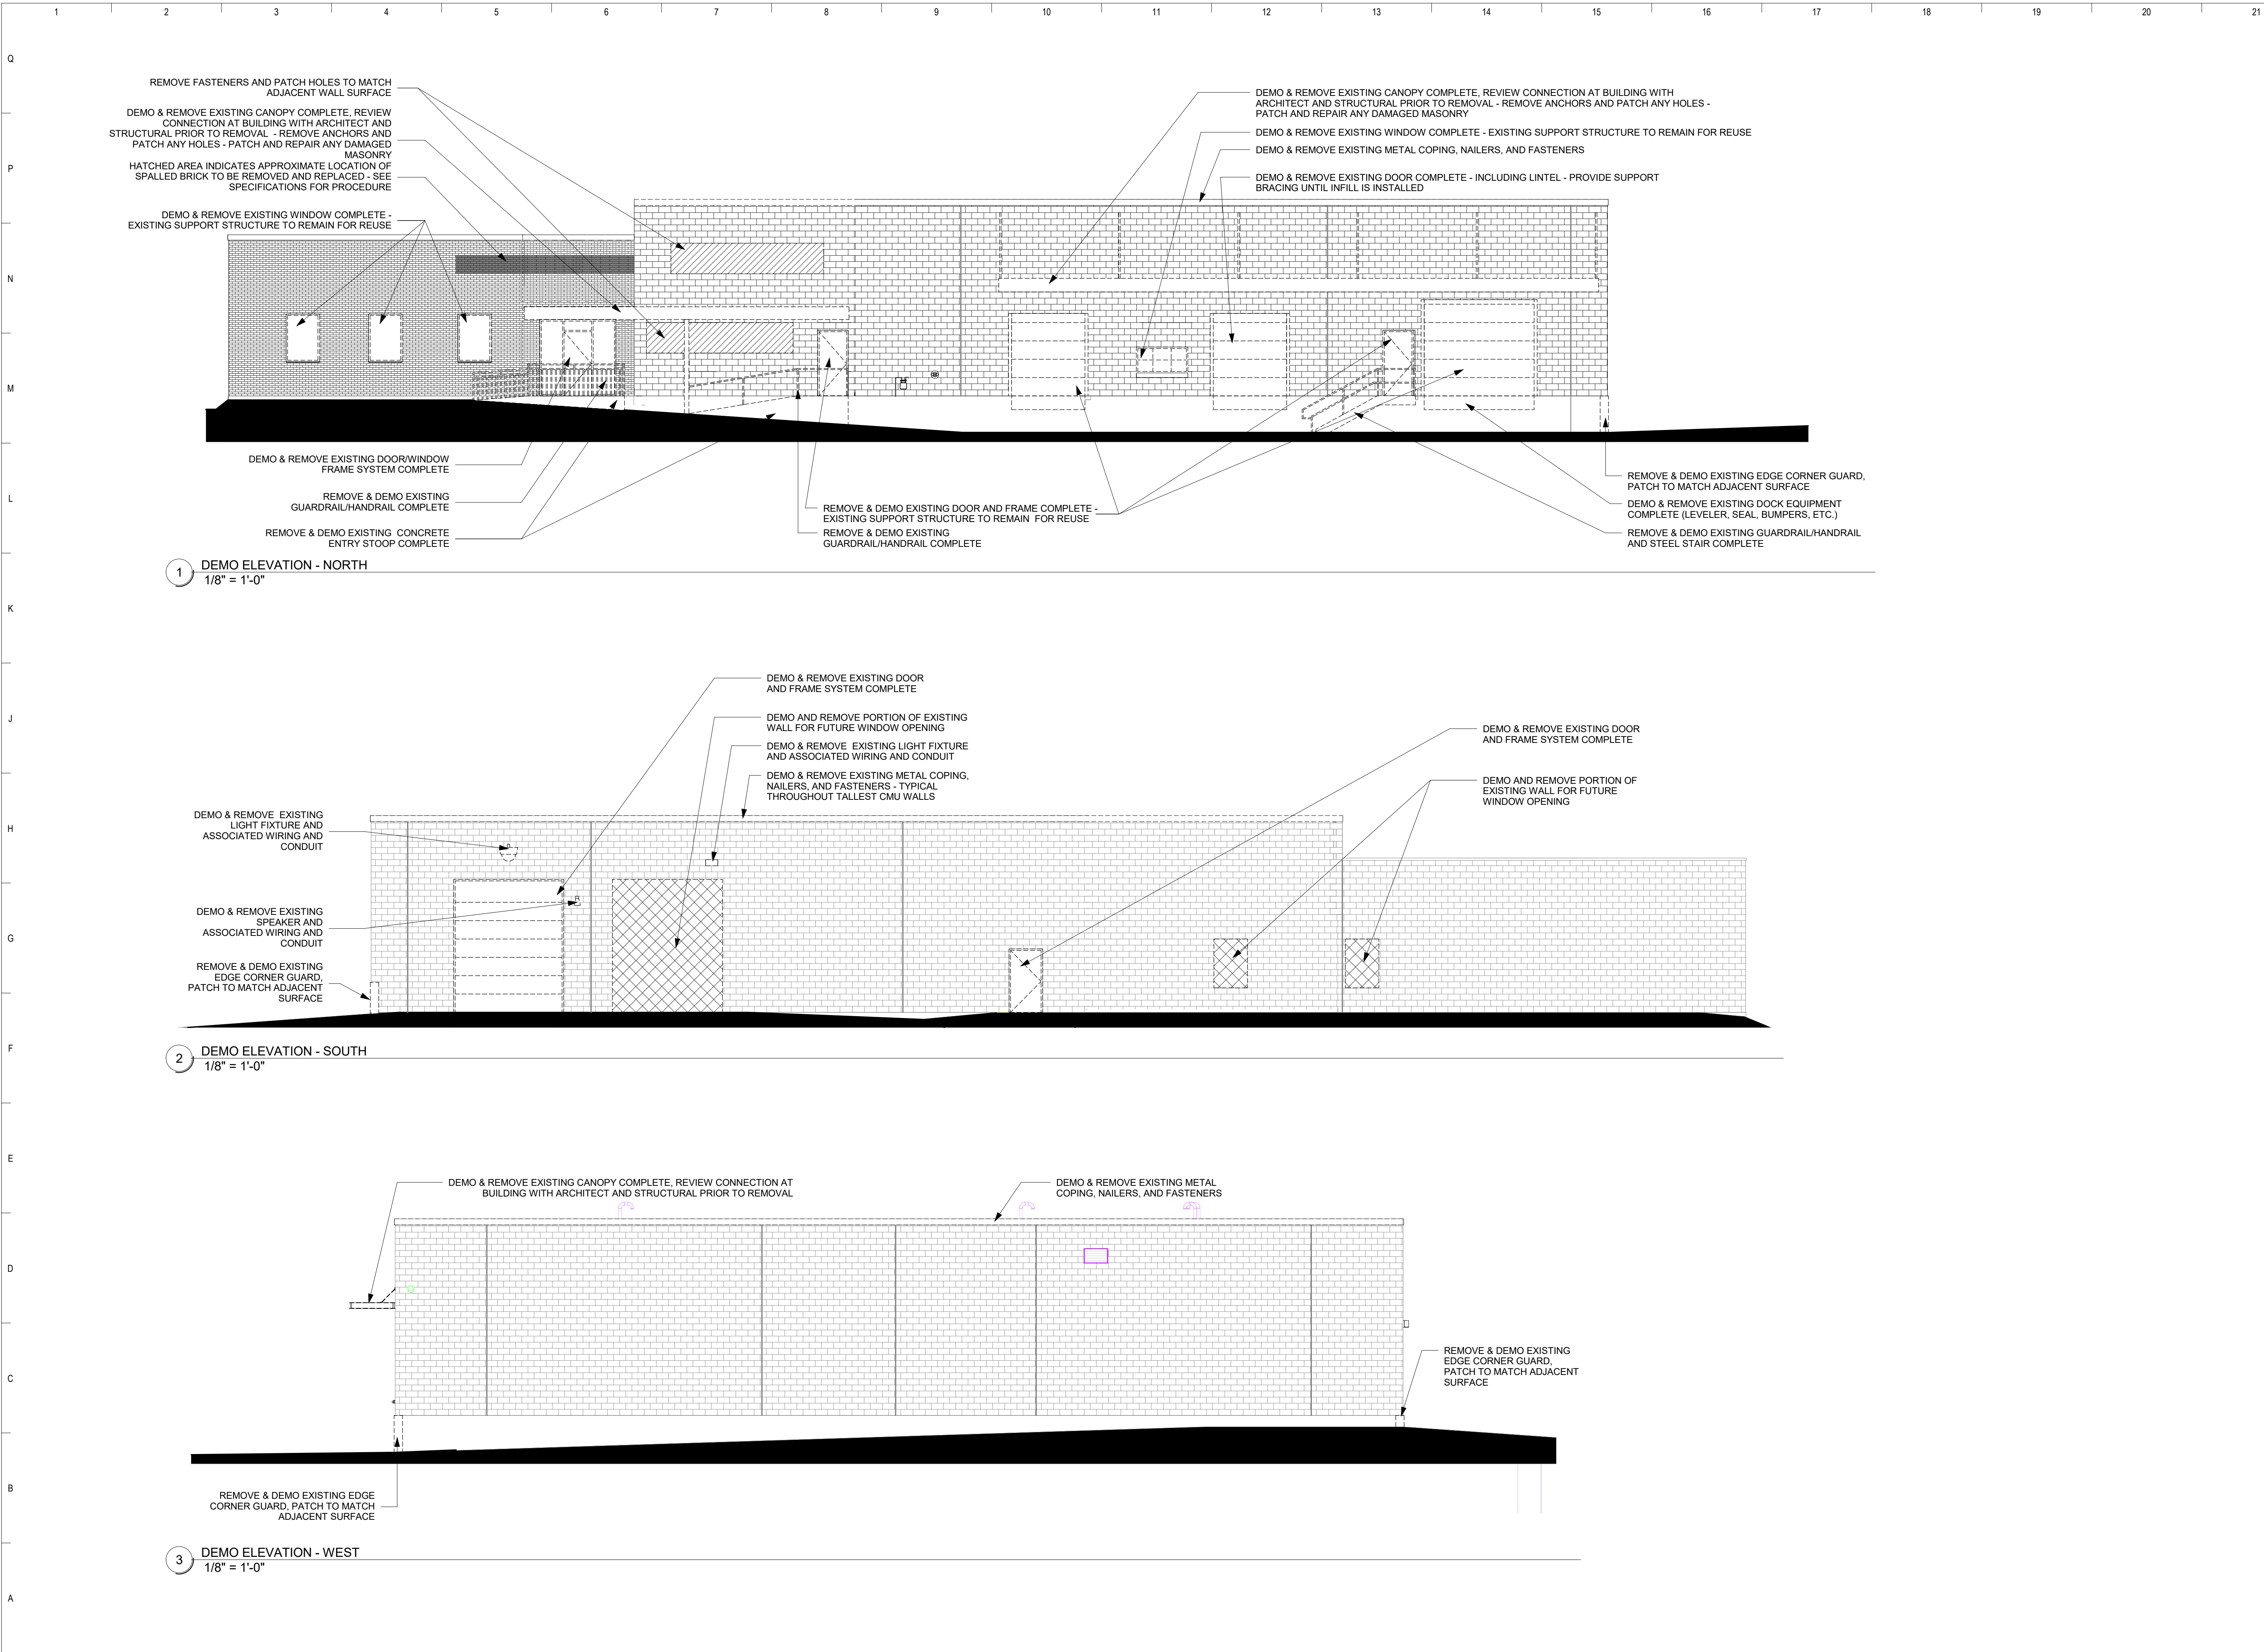 1 2 3 4 5 6 7 8 9 10 11 12 13 14 15 16 17 18 19 20 21
Q
P
N
M
L
K
J
H
G
F
E
D
C
B
A
REMOVE FASTENERS AND PATCH HOLES TO MATCH
ADJACENT WALL SURFACE
DEMO & REMOVE EXISTING CANOPY COMPLETE, REVIEW
CONNECTION AT BUILDING WITH ARCHITECT AND
STRUCTURAL PRIOR TO REMOVAL - REMOVE ANCHORS AND
PATCH ANY HOLES - PATCH AND REPAIR ANY DAMAGED
MASONRY
HATCHED AREA INDICATES APPROXIMATE LOCATION OF
SPALLED BRICK TO BE REMOVED AND REPLACED - SEE
SPECIFICATIONS FOR PROCEDURE
DEMO & REMOVE EXISTING WINDOW COMPLETE -
EXISTING SUPPORT STRUCTURE TO REMAIN FOR REUSE
DEMO & REMOVE EXISTING CANOPY COMPLETE, REVIEW CONNECTION AT BUILDING WITH
ARCHITECT AND STRUCTURAL PRIOR TO REMOVAL - REMOVE ANCHORS AND PATCH ANY HOLES -
PATCH AND REPAIR ANY DAMAGED MASONRY
DEMO & REMOVE EXISTING WINDOW COMPLETE - EXISTING SUPPORT STRUCTURE TO REMAIN FOR REUSE
DEMO & REMOVE EXISTING METAL COPING, NAILERS, AND FASTENERS
DEMO & REMOVE EXISTING DOOR COMPLETE - INCLUDING LINTEL - PROVIDE SUPPORT
BRACING UNTIL INFILL IS INSTALLED
DEMO & REMOVE EXISTING DOOR/WINDOW
FRAME SYSTEM COMPLETE
REMOVE & DEMO EXISTING
GUARDRAIL/HANDRAIL COMPLETE
REMOVE & DEMO EXISTING CONCRETE
ENTRY STOOP COMPLETE
REMOVE & DEMO EXISTING DOOR AND FRAME COMPLETE -
EXISTING SUPPORT STRUCTURE TO REMAIN FOR REUSE
REMOVE & DEMO EXISTING
GUARDRAIL/HANDRAIL COMPLETE
REMOVE & DEMO EXISTING EDGE CORNER GUARD,
PATCH TO MATCH ADJACENT SURFACE
DEMO & REMOVE EXISTING DOCK EQUIPMENT
COMPLETE (LEVELER, SEAL, BUMPERS, ETC.)
REMOVE & DEMO EXISTING GUARDRAIL/HANDRAIL
AND STEEL STAIR COMPLETE
1 DEMO ELEVATION - NORTH
1/8" = 1'-0"
DEMO & REMOVE EXISTING DOOR
AND FRAME SYSTEM COMPLETE
DEMO AND REMOVE PORTION OF EXISTING
WALL FOR FUTURE WINDOW OPENING
DEMO & REMOVE EXISTING LIGHT FIXTURE
AND ASSOCIATED WIRING AND CONDUIT
DEMO & REMOVE EXISTING METAL COPING,
NAILERS, AND FASTENERS - TYPICAL
THROUGHOUT TALLEST CMU WALLS
DEMO & REMOVE EXISTING DOOR
AND FRAME SYSTEM COMPLETE
DEMO AND REMOVE PORTION OF
EXISTING WALL FOR FUTURE
WINDOW OPENING
DEMO & REMOVE EXISTING
LIGHT FIXTURE AND
ASSOCIATED WIRING AND
CONDUIT
DEMO & REMOVE EXISTING
SPEAKER AND
ASSOCIATED WIRING AND
CONDUIT
REMOVE & DEMO EXISTING
EDGE CORNER GUARD,
PATCH TO MATCH ADJACENT
SURFACE
2 DEMO ELEVATION - SOUTH
1/8" = 1'-0"
DEMO & REMOVE EXISTING CANOPY COMPLETE, REVIEW CONNECTION AT
BUILDING WITH ARCHITECT AND STRUCTURAL PRIOR TO REMOVAL
DEMO & REMOVE EXISTING METAL
COPING, NAILERS, AND FASTENERS
REMOVE & DEMO EXISTING
EDGE CORNER GUARD,
PATCH TO MATCH ADJACENT
SURFACE
REMOVE & DEMO EXISTING EDGE
CORNER GUARD, PATCH TO MATCH
ADJACENT SURFACE
3 DEMO ELEVATION - WEST
1/8" = 1'-0"